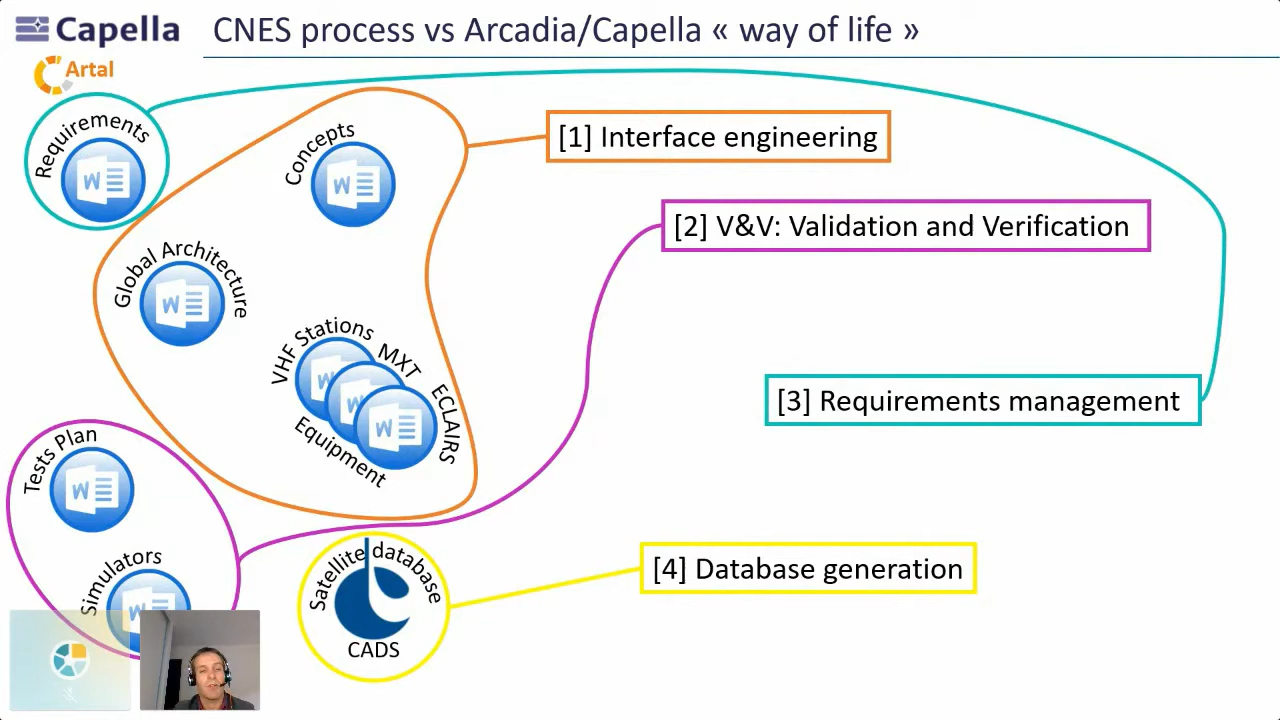 Capella
CNES process vs Arcadia/Capella « way of life »
Artal
Requirements
W
Concepts
W
[1] Interface engineering
[2] V&V: Validation and Verification
Global Architecture
W
VHF Stations
MXT
ECLAIRS
W
W
W
Equipment
[3] Requirements management
Tests Plan
W
Simulators
W
Satellite database
CADS
[4] Database generation